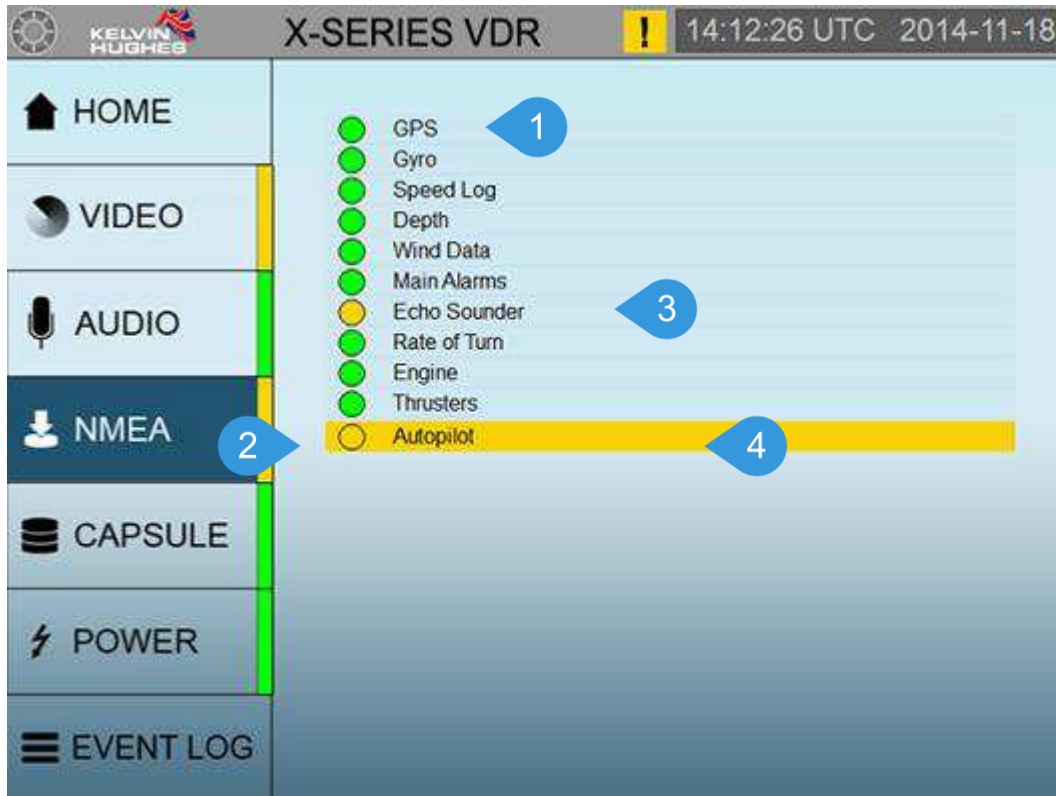 KELVIN HUGHES X-SERIES VDR ! 14:12:26 UTC 2014-11-18
HOME
VIDEO
AUDIO
NMEA
CAPSULE
POWER
EVENT LOG
GPS 1
Gyro
Speed Log
Depth
Wind Data
Main Alarms
Echo Sounder 3
Rate of Turn
Engine
Thrusters
2 Autopilot 4